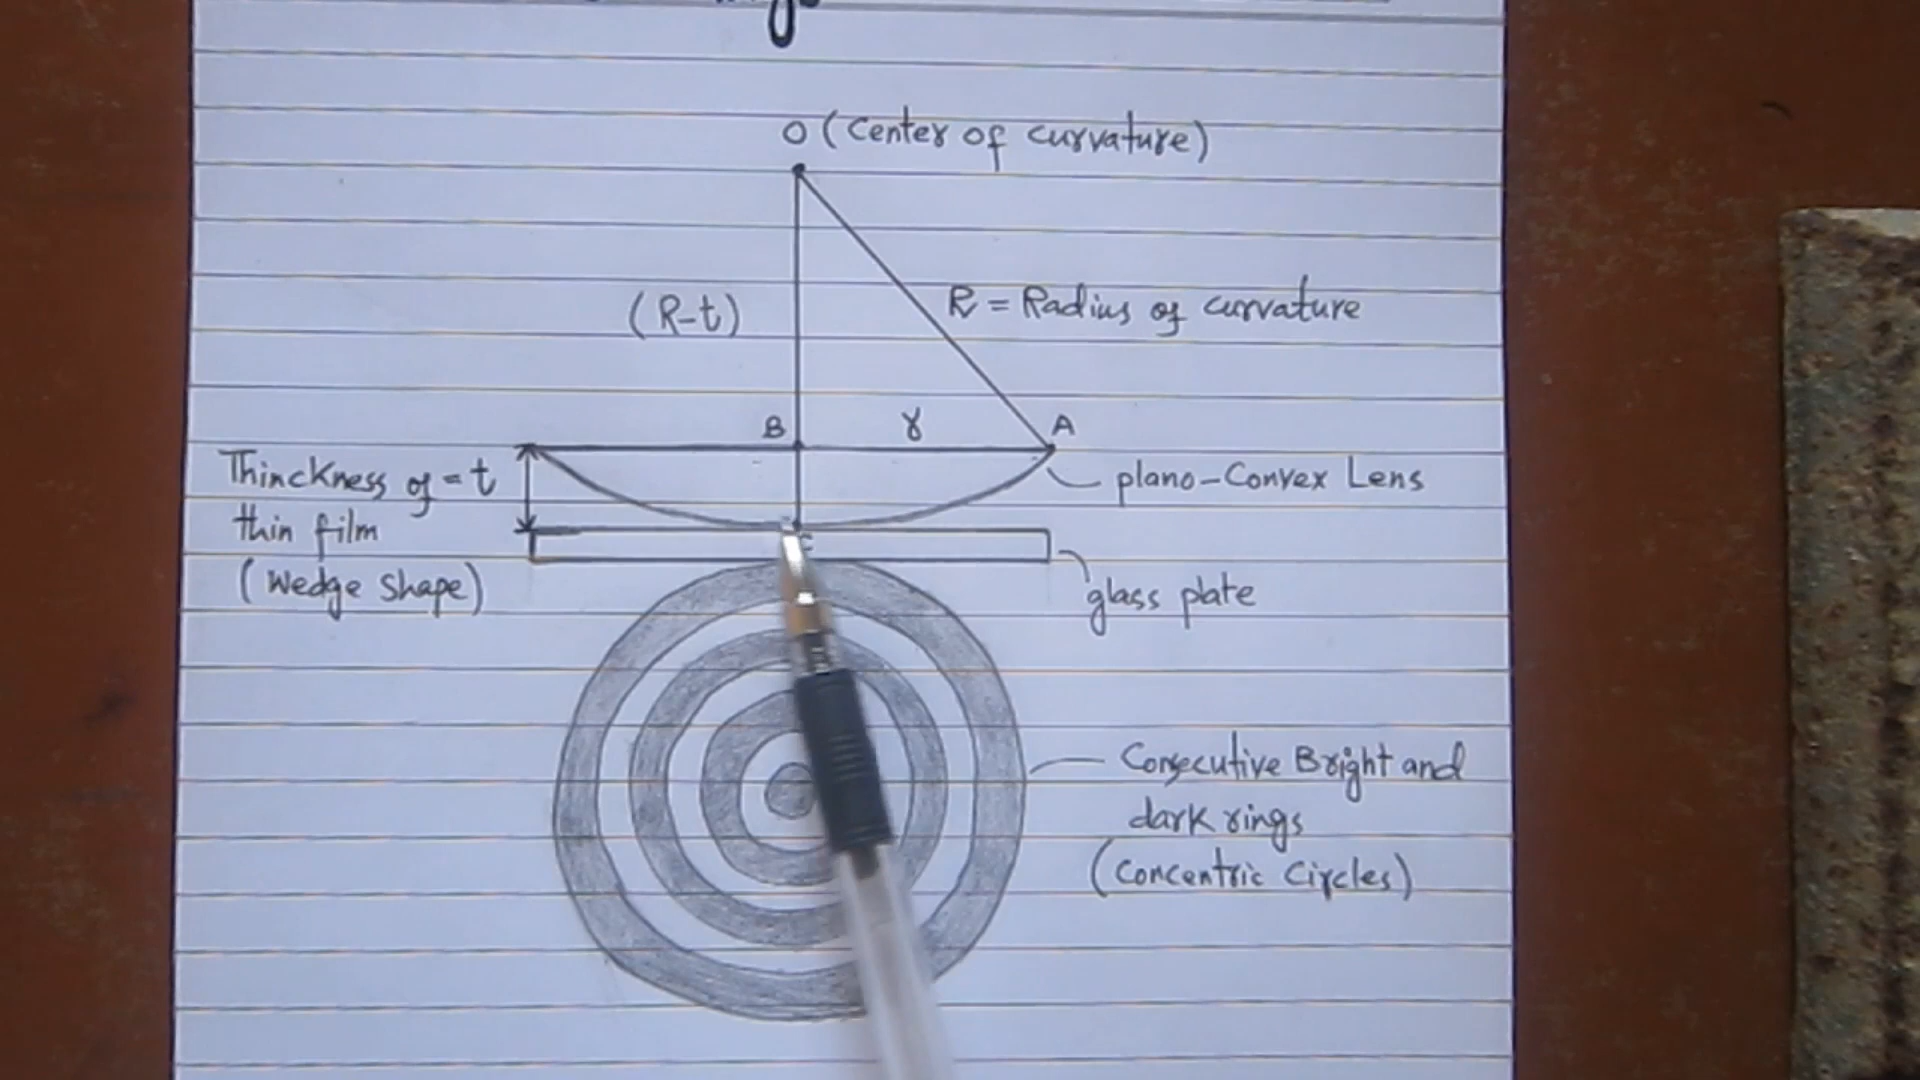 O (Center of curvature)
(R-t)
R = Radius of curvature
B
r
A
Thinckness of = t
thin film
(Wedge shape)
plano-Convex Lens
C
glass plate
Consecutive Bright and
dark rings
(Concentric Circles)